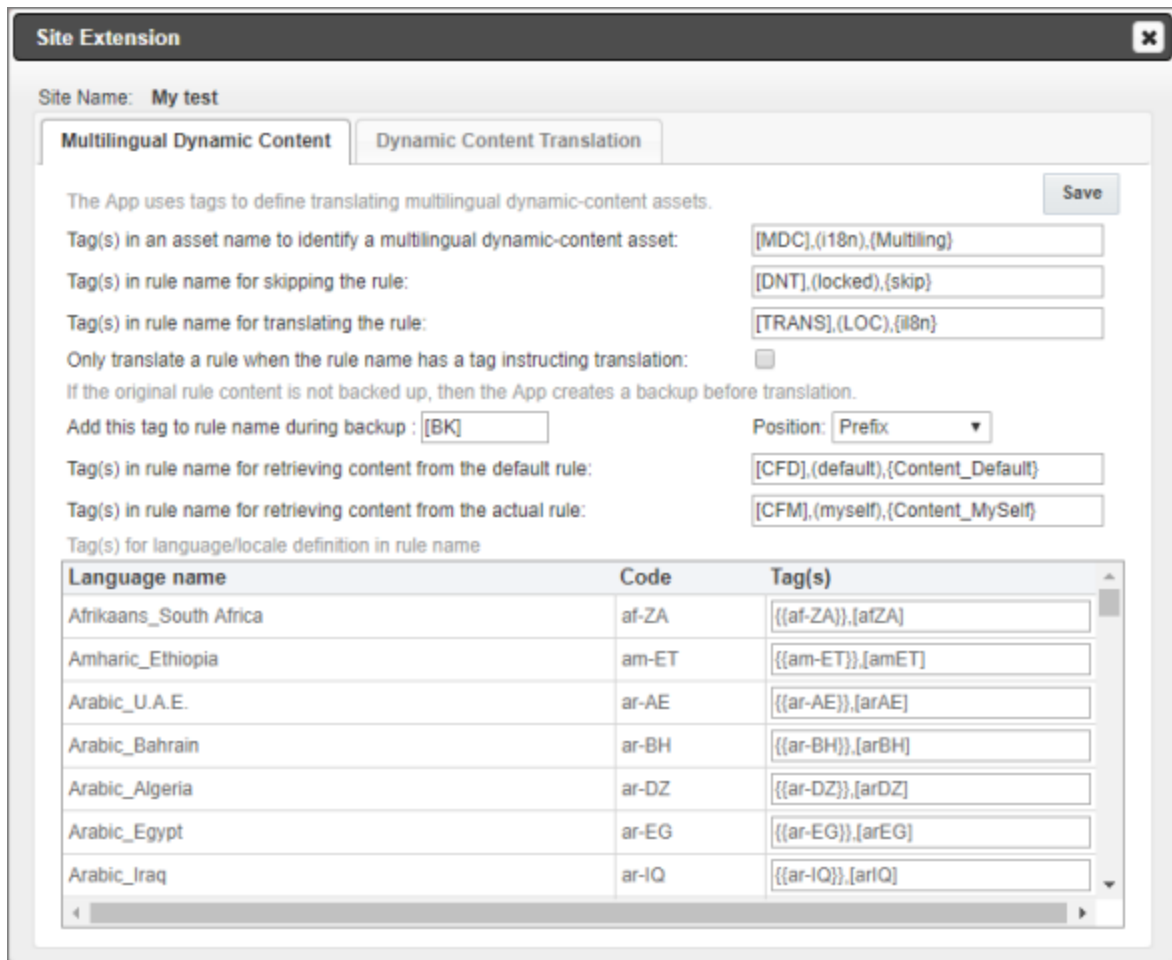 Site Extension
Site Name: My test
Multilingual Dynamic Content Dynamic Content Translation
The App uses tags to define translating multilingual dynamic-content assets. Save
Tag(s) in an asset name to identify a multilingual dynamic-content asset: [MDC],(i18n),{Multiling}
Tag(s) in rule name for skipping the rule: [DNT],(locked),{skip}
Tag(s) in rule name for translating the rule: [TRANS],(LOC),{il8n}
Only translate a rule when the rule name has a tag instructing translation:
If the original rule content is not backed up, then the App creates a backup before translation.
Add this tag to rule name during backup : [BK] Position: Prefix
Tag(s) in rule name for retrieving content from the default rule: [CFD],(default),{Content_Default}
Tag(s) in rule name for retrieving content from the actual rule: [CFM],(myself),{Content_MySelf}
Tag(s) for language/locale definition in rule name
Language name Code Tag(s)
Afrikaans_South Africa af-ZA {{af-ZA}},[afZA]
Amharic_Ethiopia am-ET {{am-ET}},[amET]
Arabic_U.A.E. ar-AE {{ar-AE}},[arAE]
Arabic_Bahrain ar-BH {{ar-BH}},[arBH]
Arabic_Algeria ar-DZ {{ar-DZ}},[arDZ]
Arabic_Egypt ar-EG {{ar-EG}},[arEG]
Arabic_Iraq ar-IQ {{ar-IQ}},[arIQ]